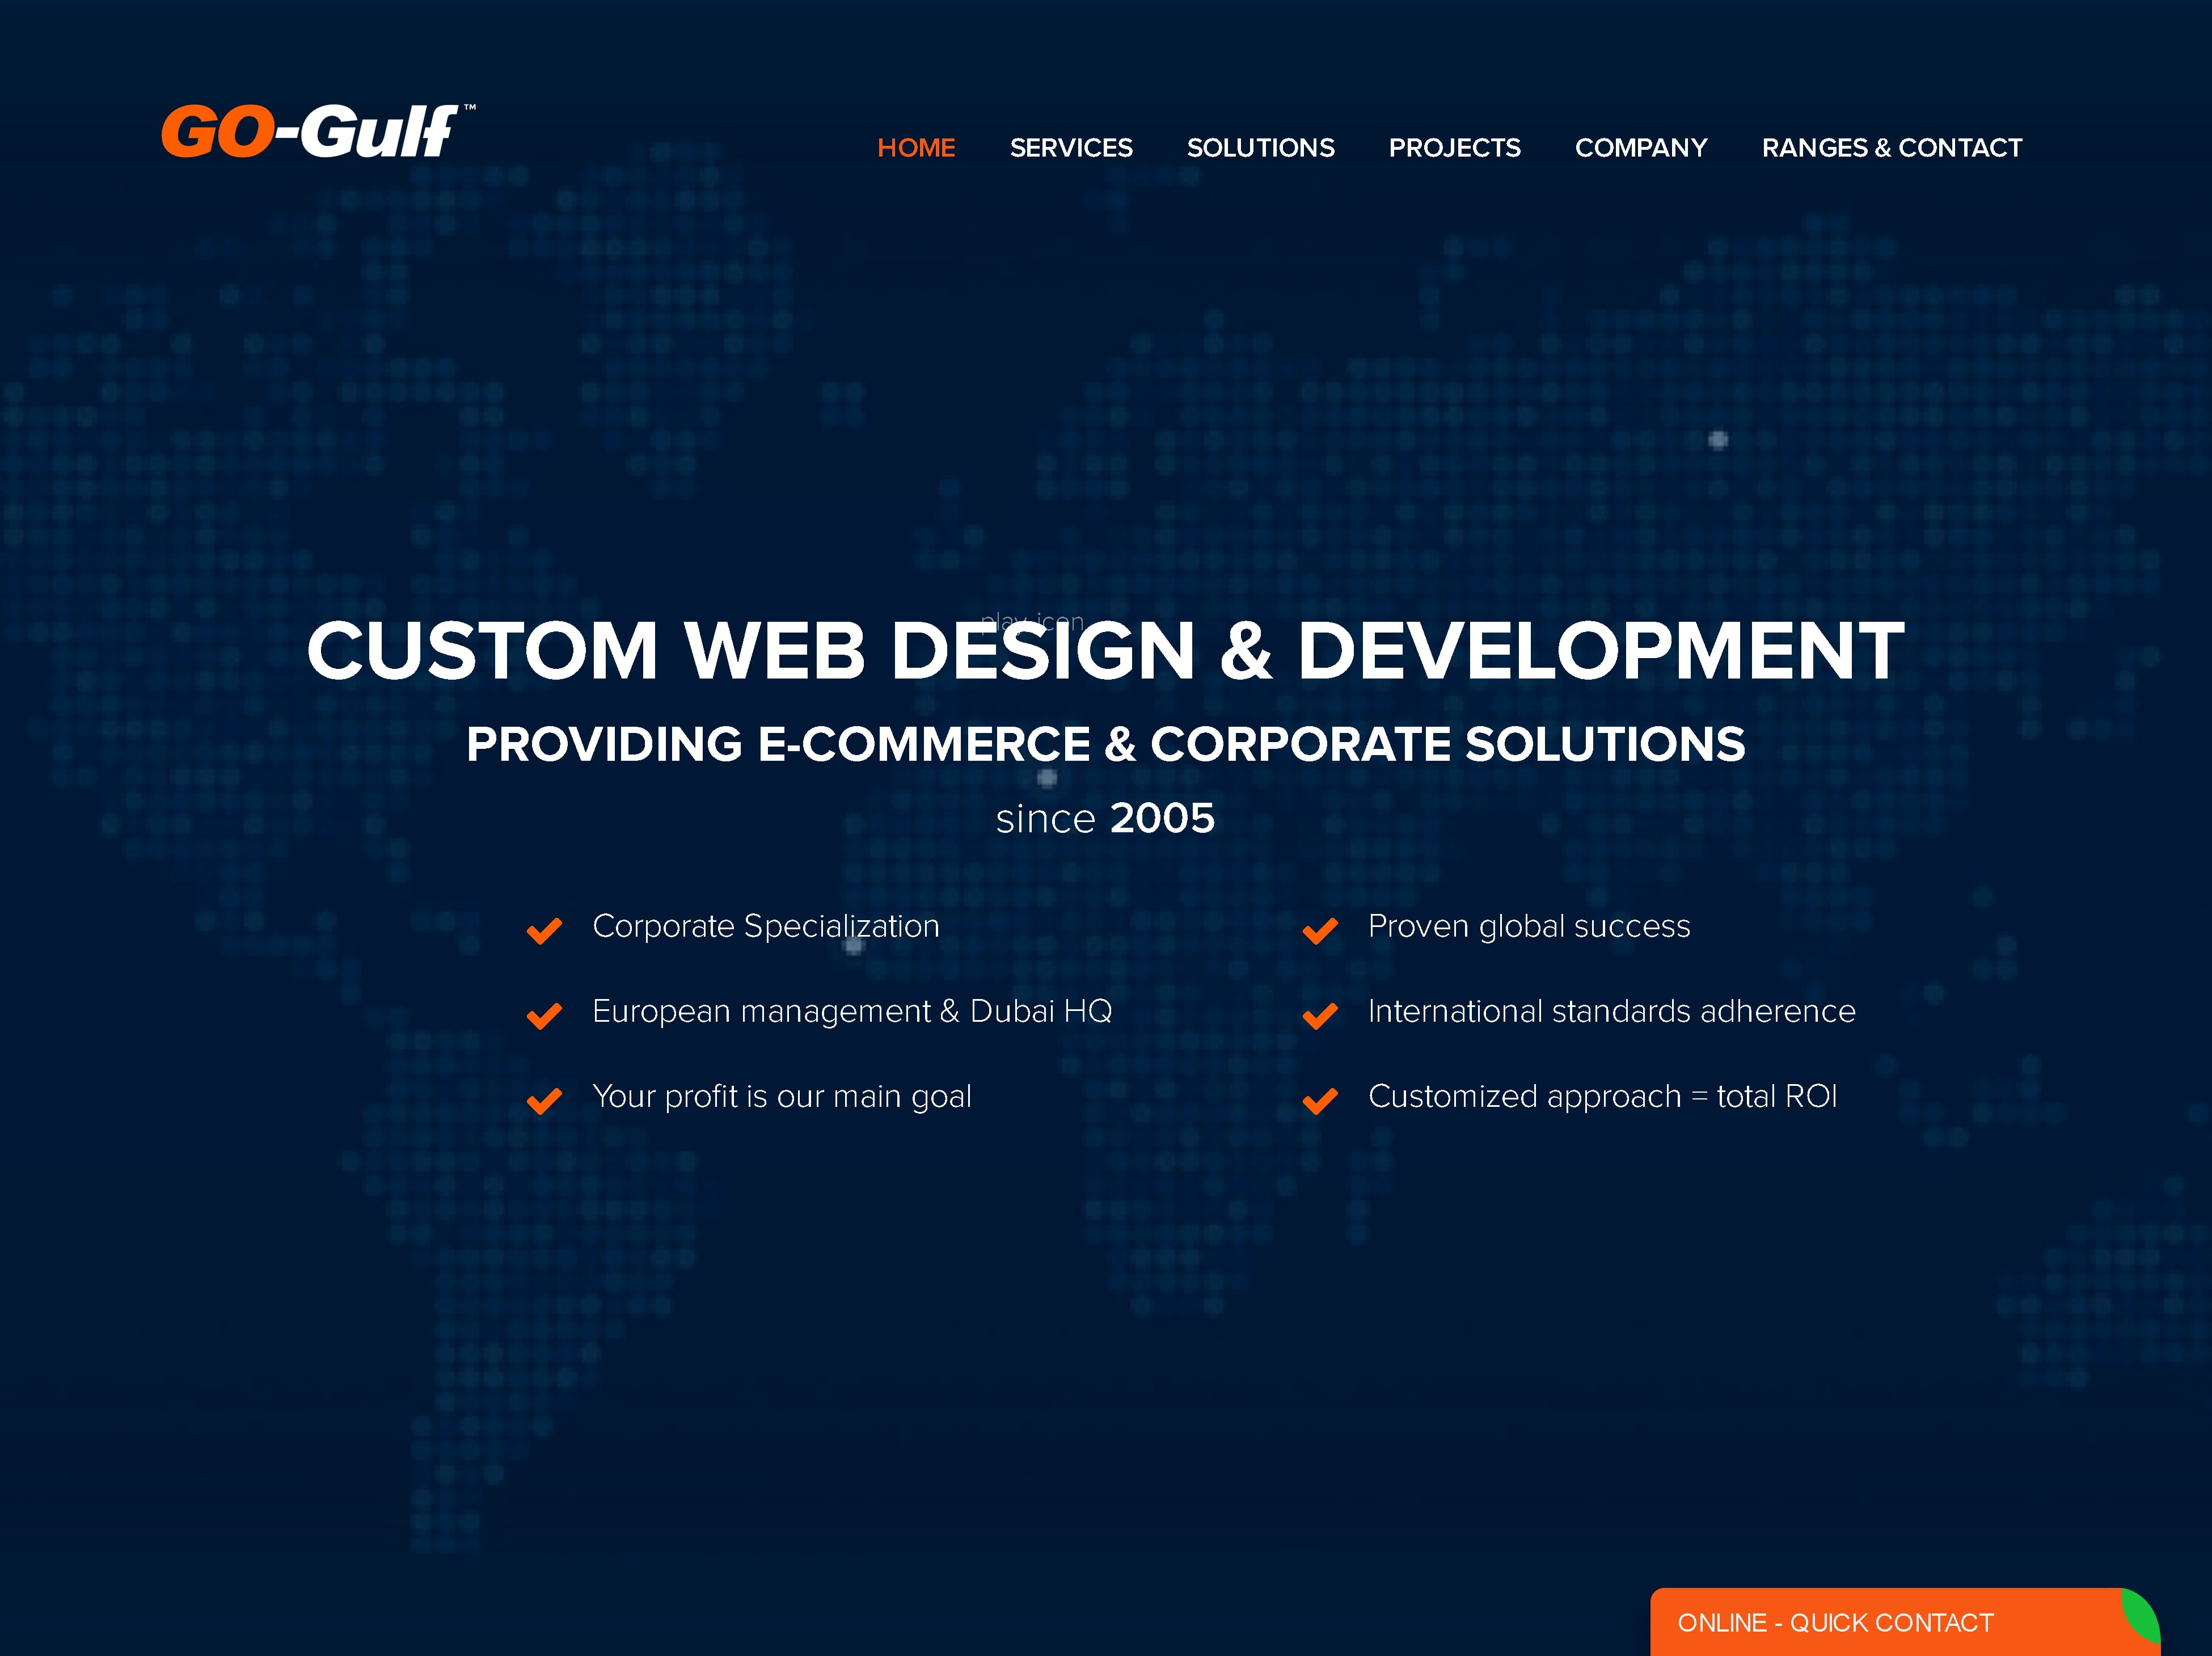 GO-Gulf™
HOME SERVICES SOLUTIONS PROJECTS COMPANY RANGES & CONTACT
play icon
CUSTOM WEB DESIGN & DEVELOPMENT
PROVIDING E-COMMERCE & CORPORATE SOLUTIONS
since 2005
Corporate Specialization
Proven global success
European management & Dubai HQ
International standards adherence
Your profit is our main goal
Customized approach = total ROI
ONLINE - QUICK CONTACT